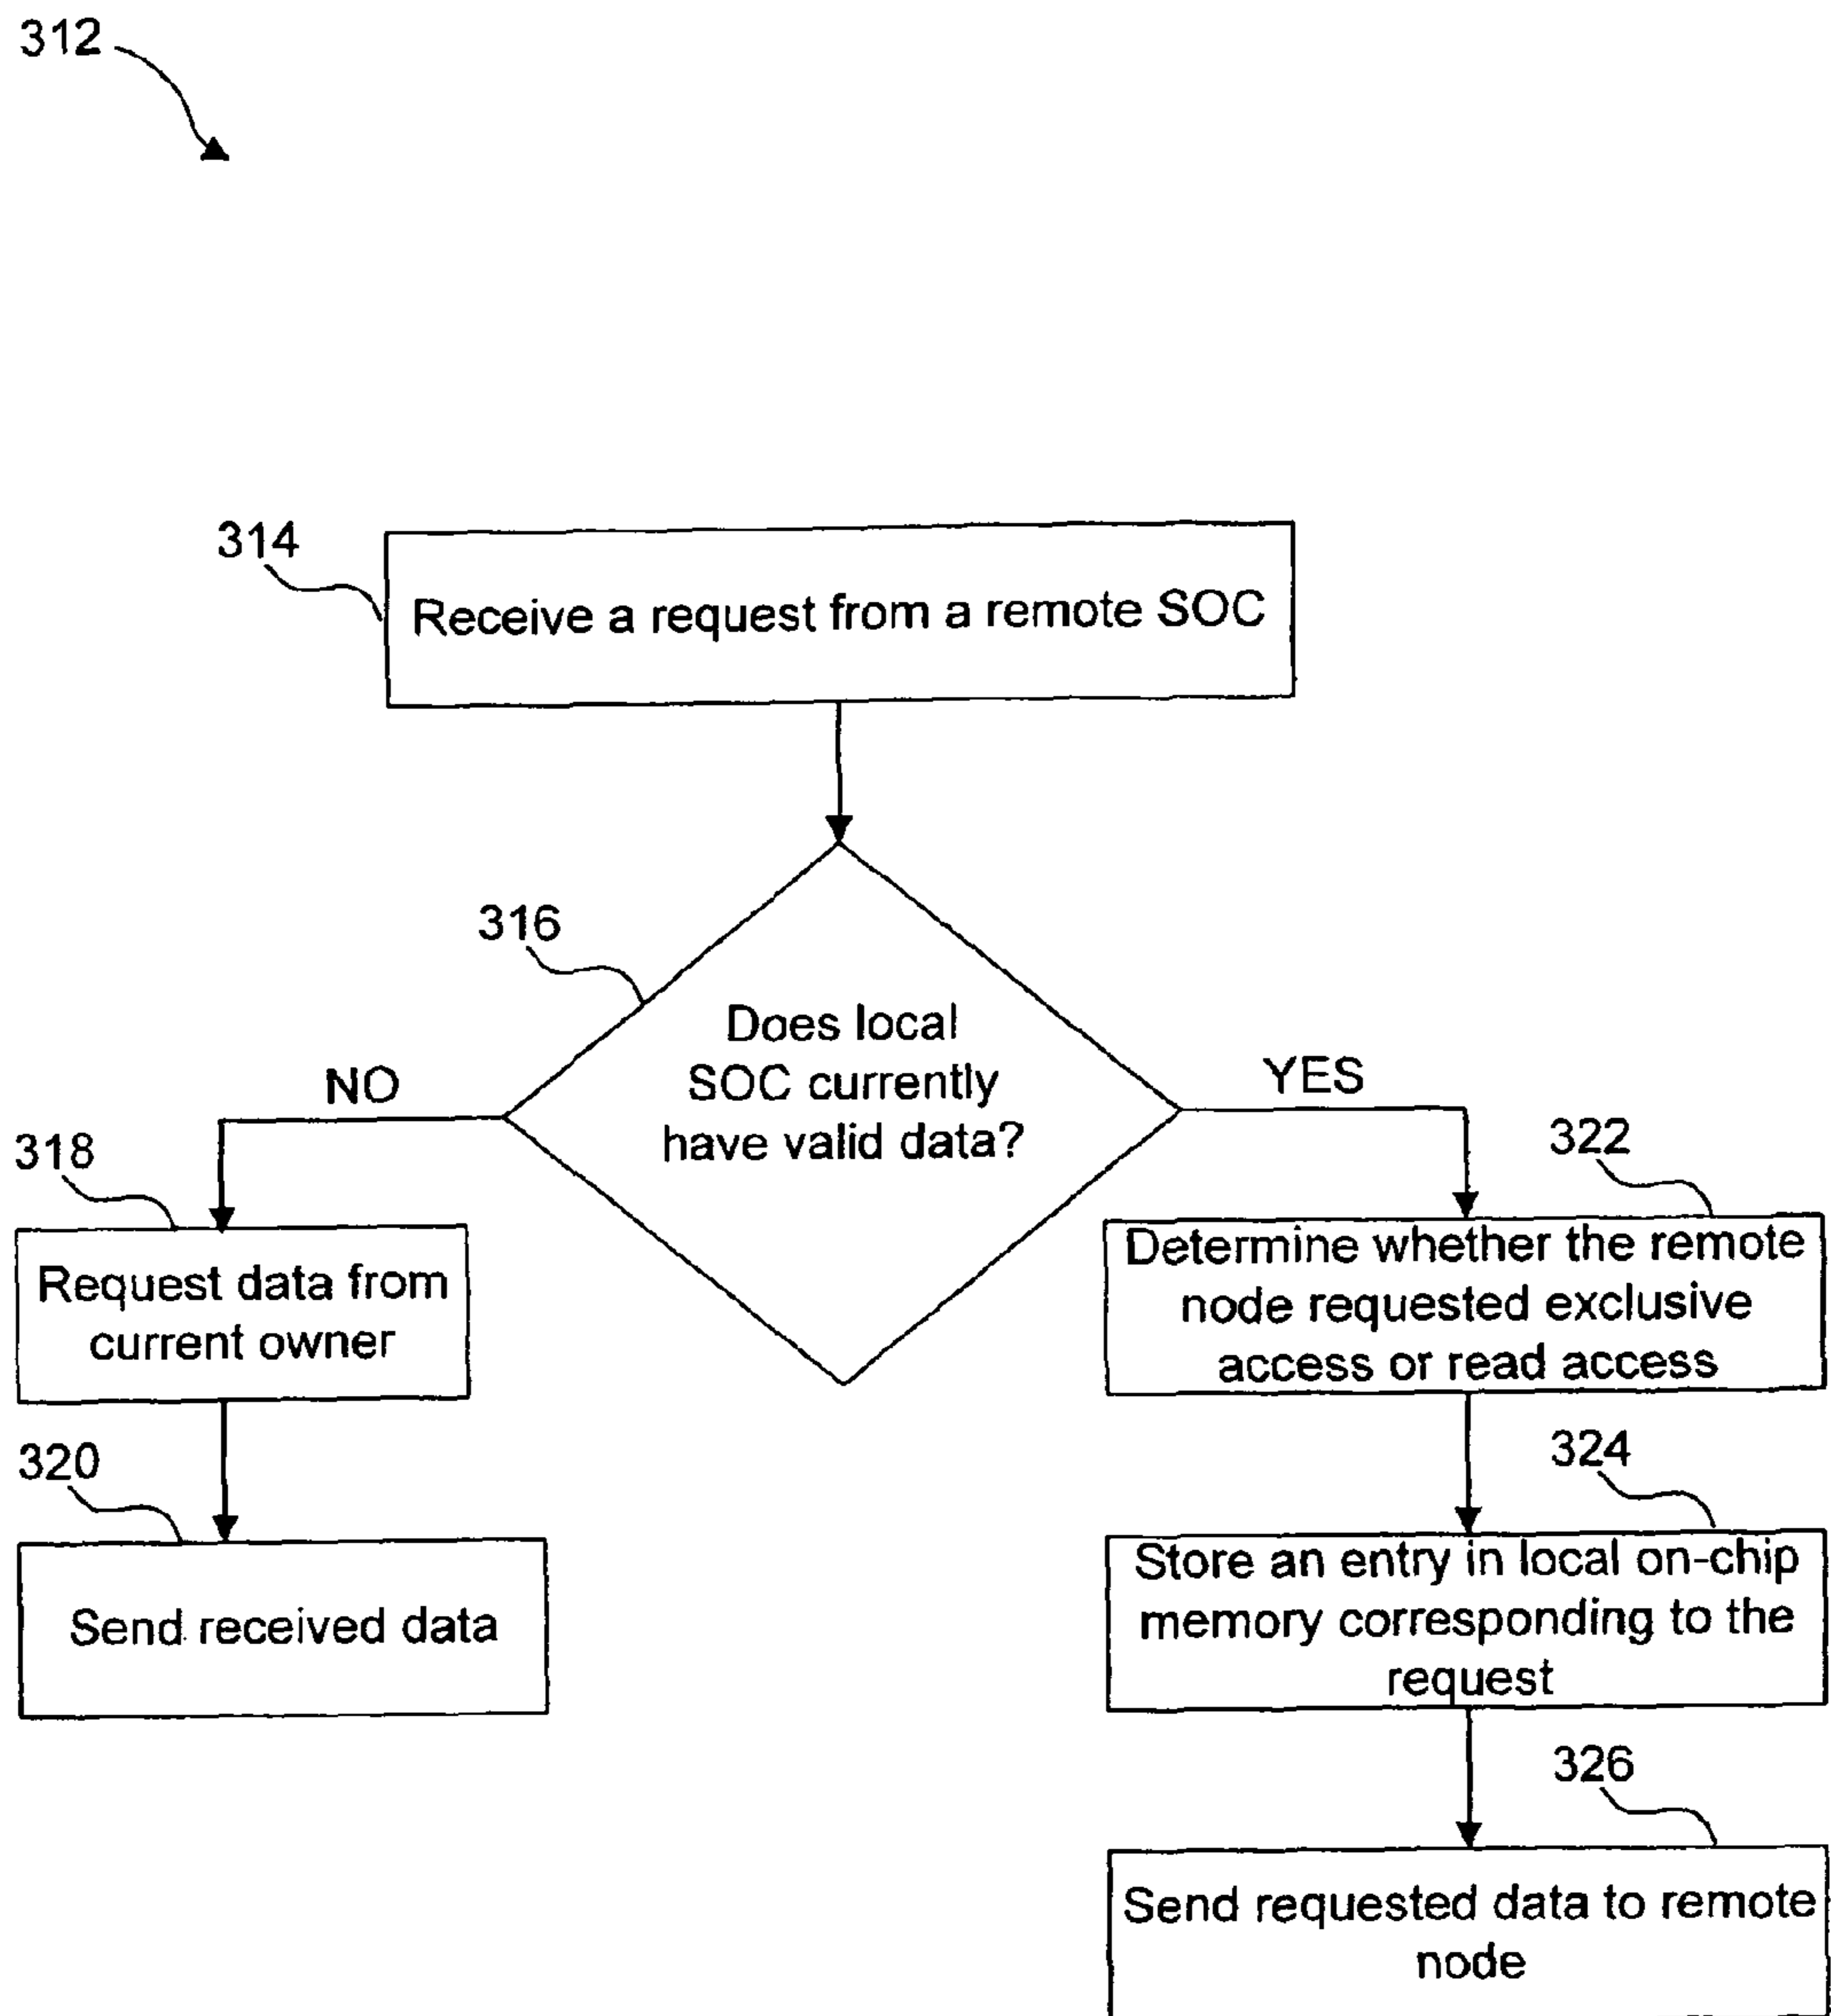 312
314
Receive a request from a remote SOC
316
Does local
SOC currently
have valid data?
NO
YES
318
Request data from
current owner
320
Send received data
322
Determine whether the remote
node requested exclusive
access or read access
324
Store an entry in local on-chip
memory corresponding to the
request
326
Send requested data to remote
node